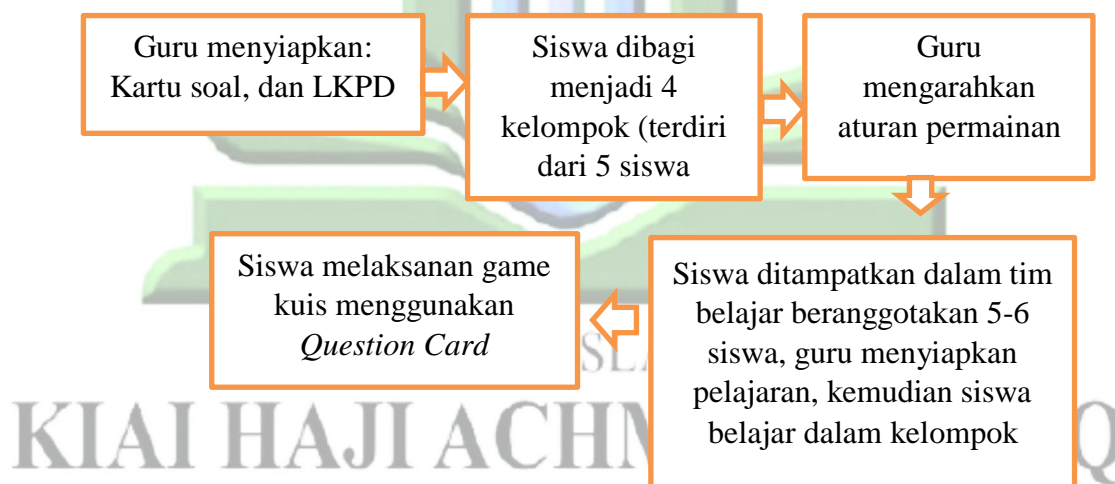 Guru menyiapkan:
Kartu soal, dan LKPD
Siswa dibagi
menjadi 4
kelompok (terdiri
dari 5 siswa
Guru
mengarahkan
aturan permainan
Siswa ditampatkan dalam tim
belajar beranggotakan 5-6
siswa, guru menyiapkan
pelajaran, kemudian siswa
belajar dalam kelompok
Siswa melaksanan game
kuis menggunakan
Question Card
KIAI HAJI